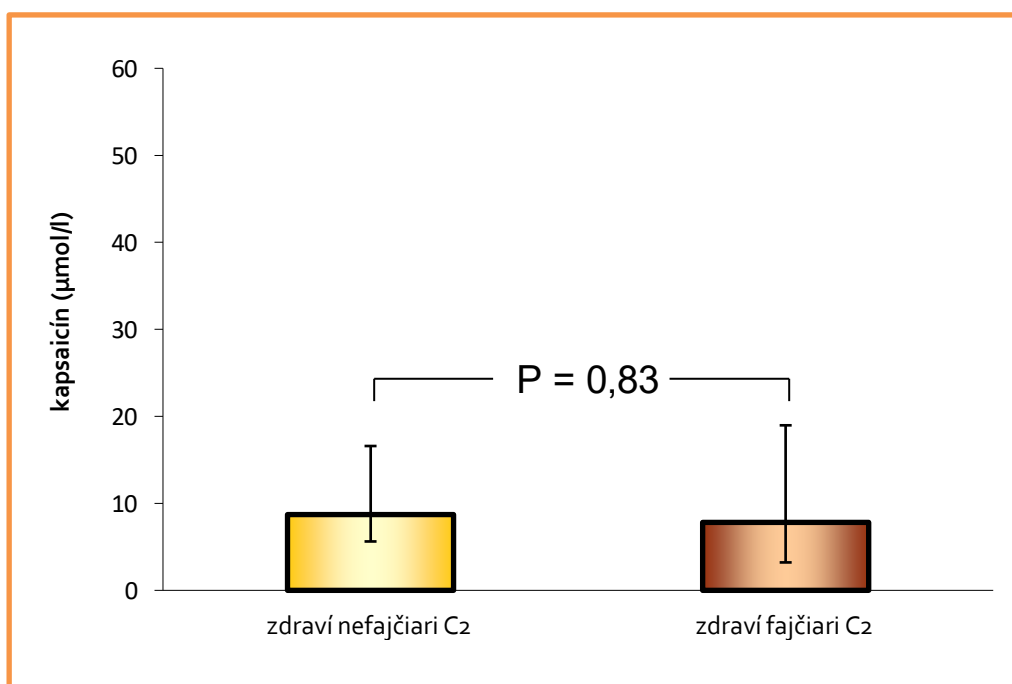 60
50
40
30
20
10
0
kapsaicín (µmol/l)
P = 0,83
zdraví nefajčiari C2
zdraví fajčiari C2